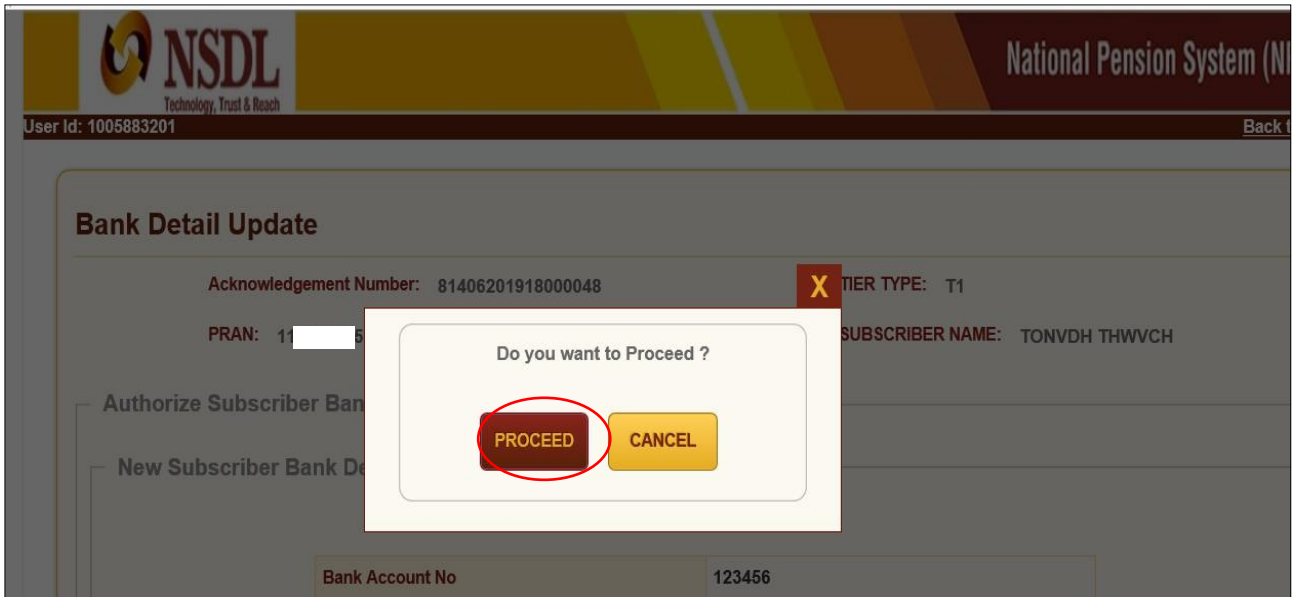 NSDL
Technology, Trust & Reach
National Pension System (N
User Id: 1005883201
Back t
Bank Detail Update
Acknowledgement Number: 81406201918000048
X
TIER TYPE: T1
PRAN: 11 5
SUBSCRIBER NAME: TONVDH THWVCH
Do you want to Proceed ?
Authorize Subscriber Ban
PROCEED
CANCEL
New Subscriber Bank De
Bank Account No
123456